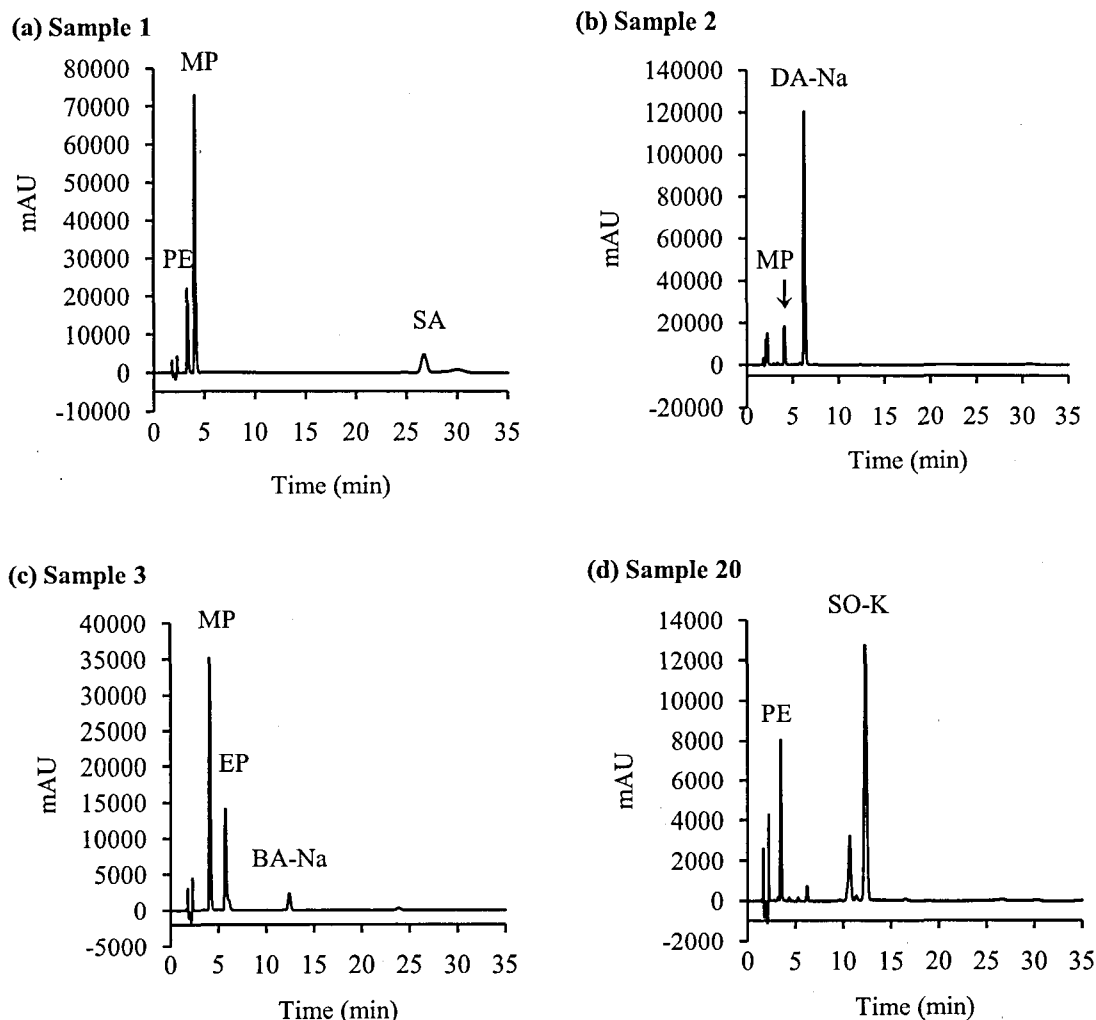 (a) Sample 1
MP
80000
70000
60000
50000
40000
30000
20000
10000
0
-10000
mAU
PE
SA
0 5 10 15 20 25 30 35
Time (min)
(b) Sample 2
140000
120000
100000
80000
60000
40000
20000
0
-20000
mAU
DA-Na
MP
0 5 10 15 20 25 30 35
Time (min)
(c) Sample 3
MP
40000
35000
30000
25000
20000
15000
10000
5000
0
-5000
mAU
EP
BA-Na
0 5 10 15 20 25 30 35
Time (min)
(d) Sample 20
SO-K
14000
12000
10000
8000
6000
4000
2000
0
-2000
mAU
PE
0 5 10 15 20 25 30 35
Time (min)